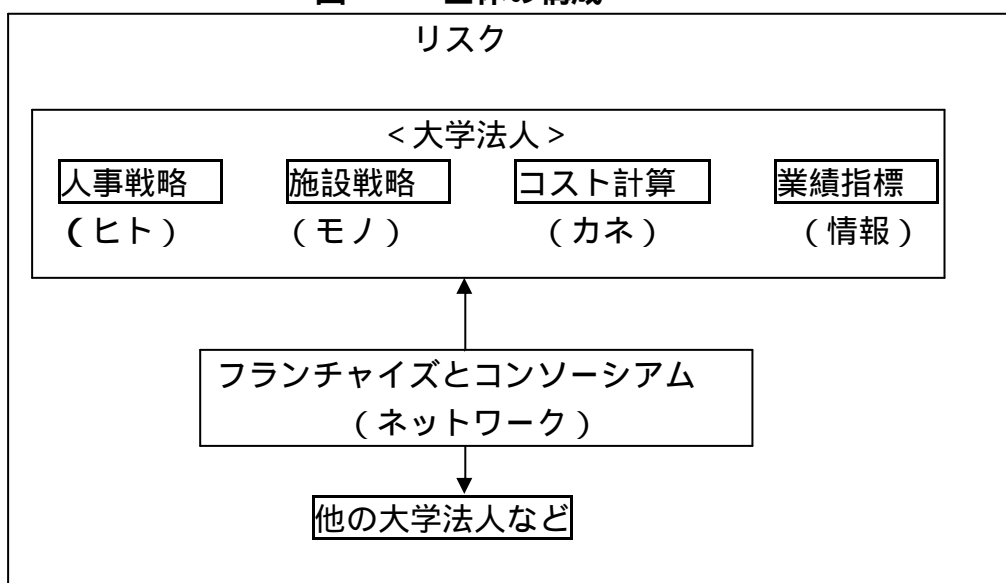 リスク
<大学法人>
人事戦略 施設戦略 コスト計算 業績指標
(ヒト) (モノ) (カネ) (情報)
フランチャイズとコンソーシアム
(ネットワーク)
他の大学法人など